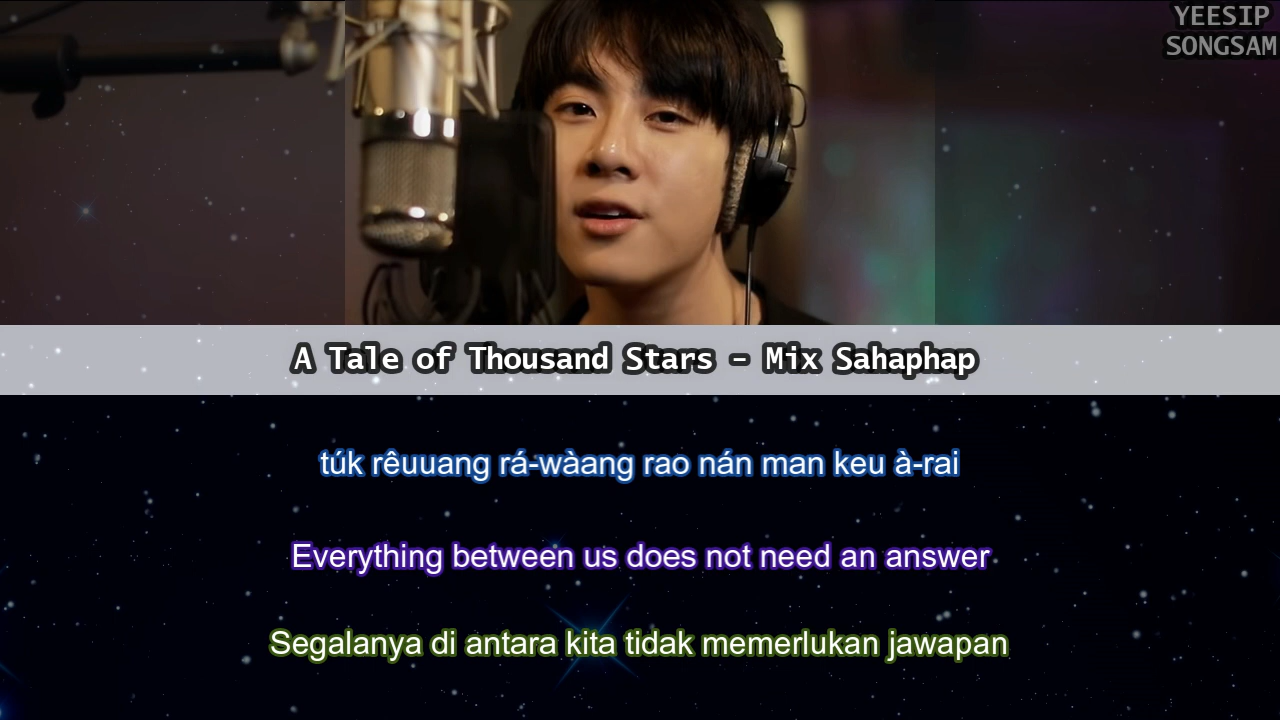 YEESIP
SONGSAM
A Tale of Thousand Stars - Mix Sahaphap
túk rêuuang rá-wàang rao nán man keu à-rai
Everything between us does not need an answer
Segalanya di antara kita tidak memerlukan jawapan